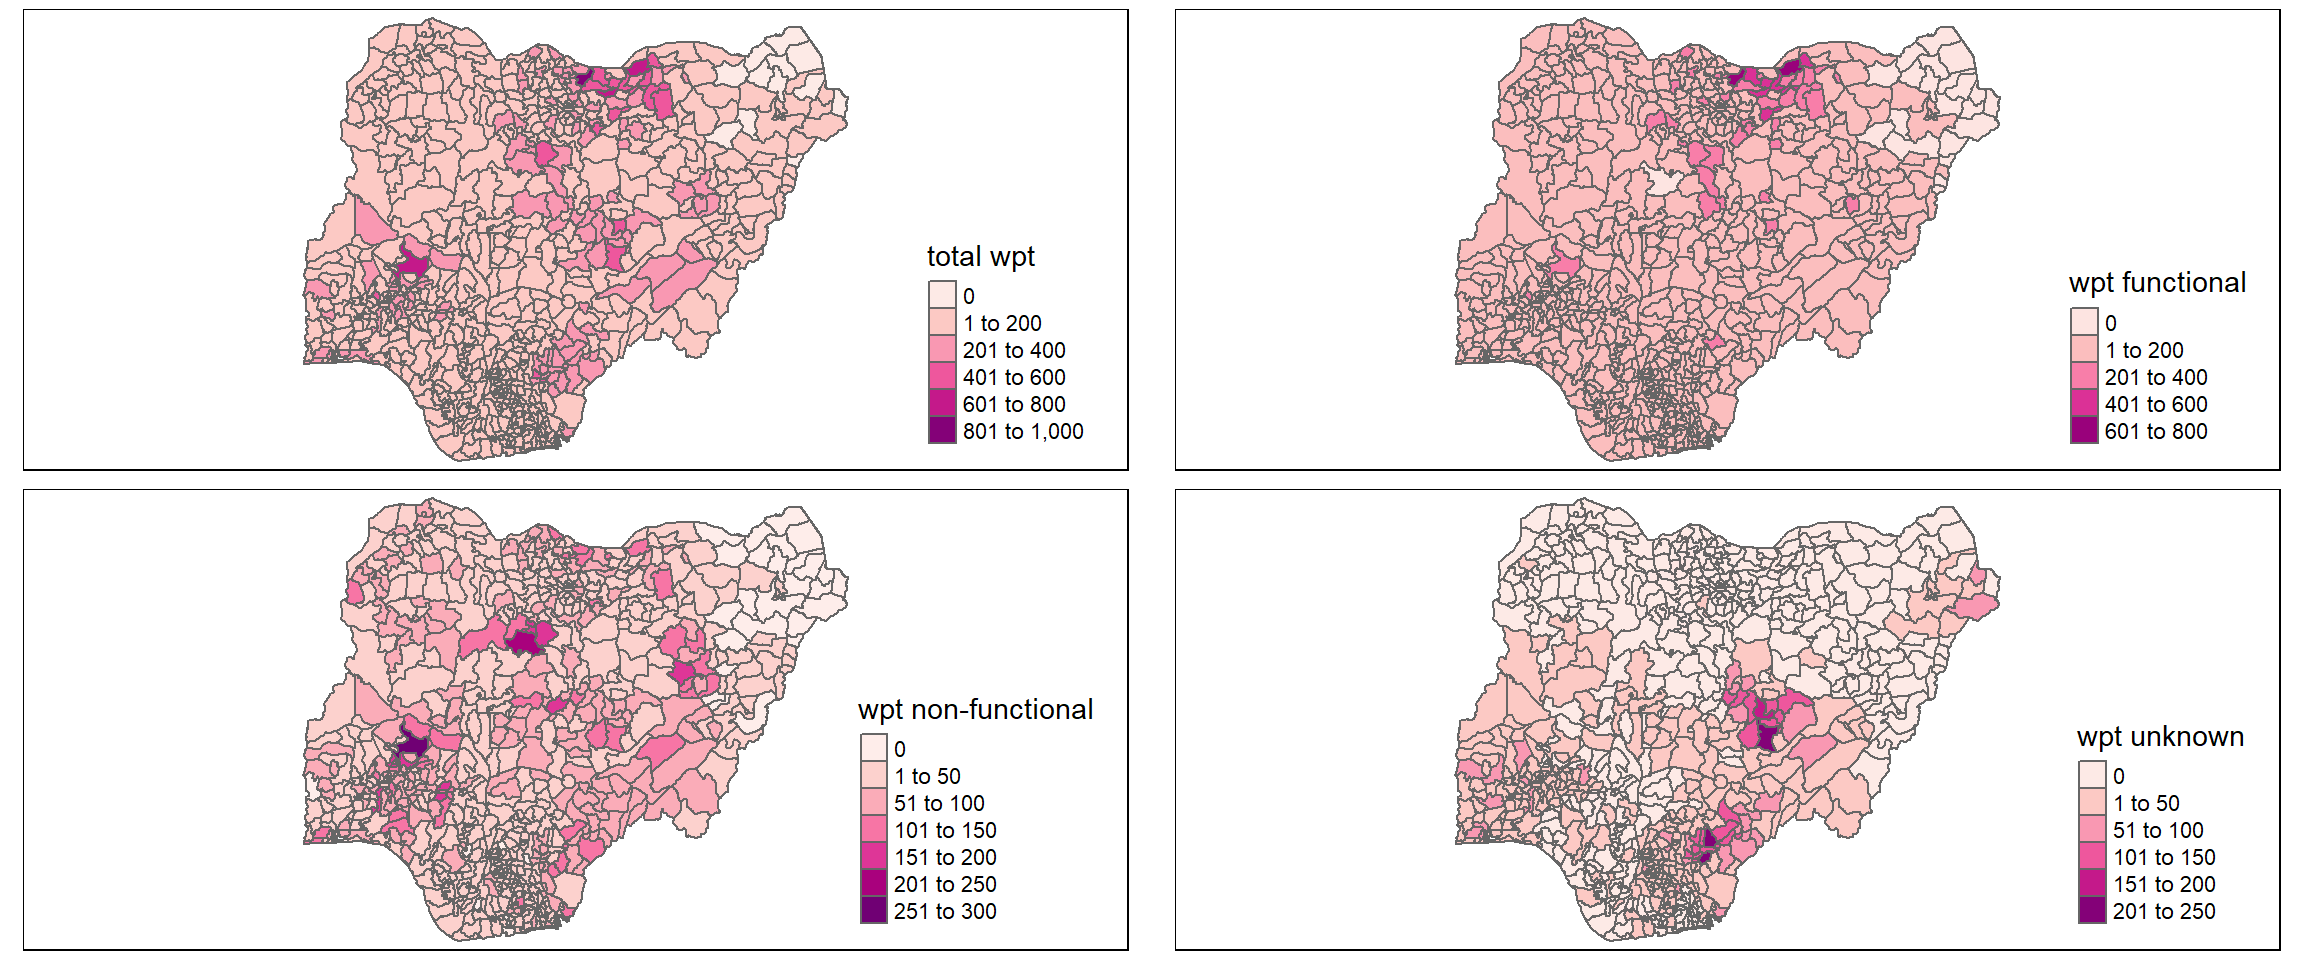 total wpt
0
1 to 200
201 to 400
401 to 600
601 to 800
801 to 1,000
wpt functional
0
1 to 200
201 to 400
401 to 600
601 to 800
wpt non-functional
0
1 to 50
51 to 100
101 to 150
151 to 200
201 to 250
251 to 300
wpt unknown
0
1 to 50
51 to 100
101 to 150
151 to 200
201 to 250